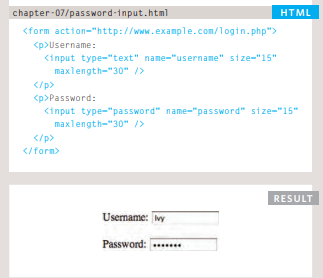 chapter-07/password-input.html HTML
<form action="http://www.example.com/login.php">
<p>Username:
<input type="text" name="username" size="15"
maxlength="30" />
</p>
<p>Password:
<input type="password" name="password" size="15"
maxlength="30" />
</p>
</form>
RESULT
Username: Ivy
Password: •••••••